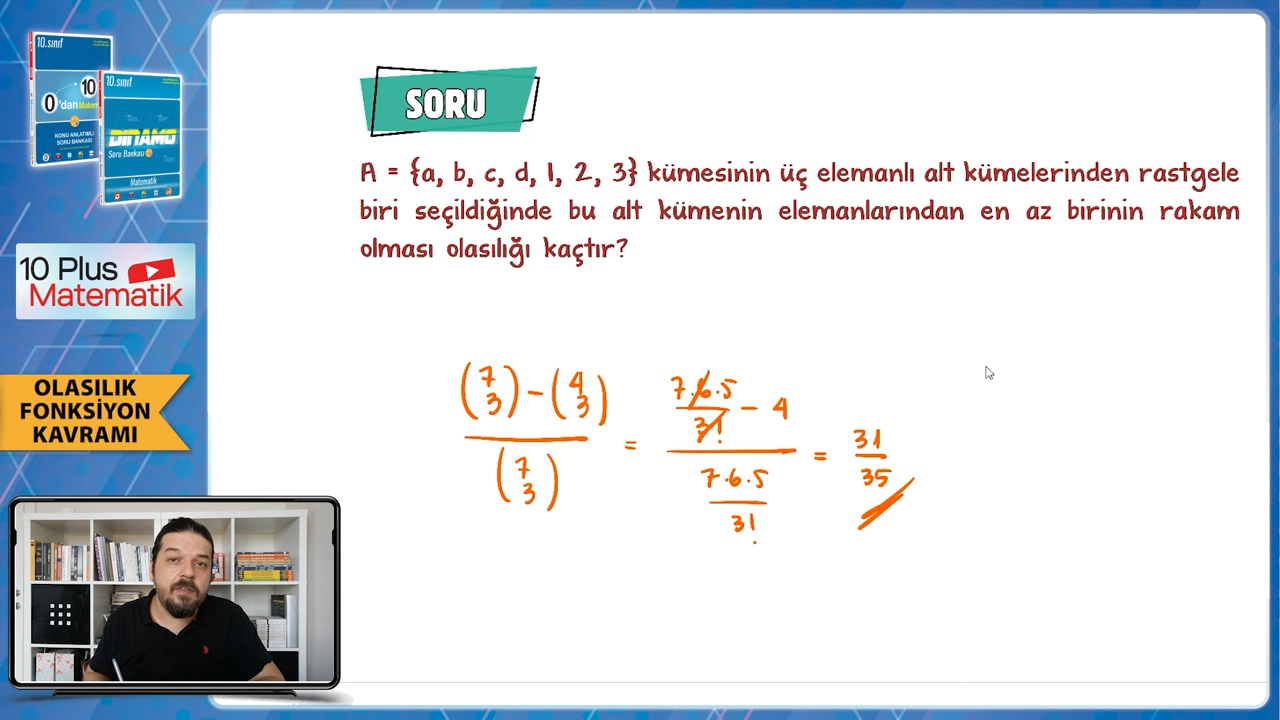 10.sınıf
0'dan 10
KONU ANLATIMLI
SORU BANKASI
10.sınıf
DİNAMO
Soru Bankası
Matematik
10 Plus
Matematik
OLASILIK
FONKSİYON
KAVRAMI
SORU
A = {a, b, c, d, 1, 2, 3} kümesinin üç elemanlı alt kümelerinden rastgele
biri seçildiğinde bu alt kümenin elemanlarından en az birinin rakam
olması olasılığı kaçtır?
(7 3) - (4 3) / (7 3) = (7.6.5 / 3! - 4) / (7.6.5 / 3!) = 31 / 35